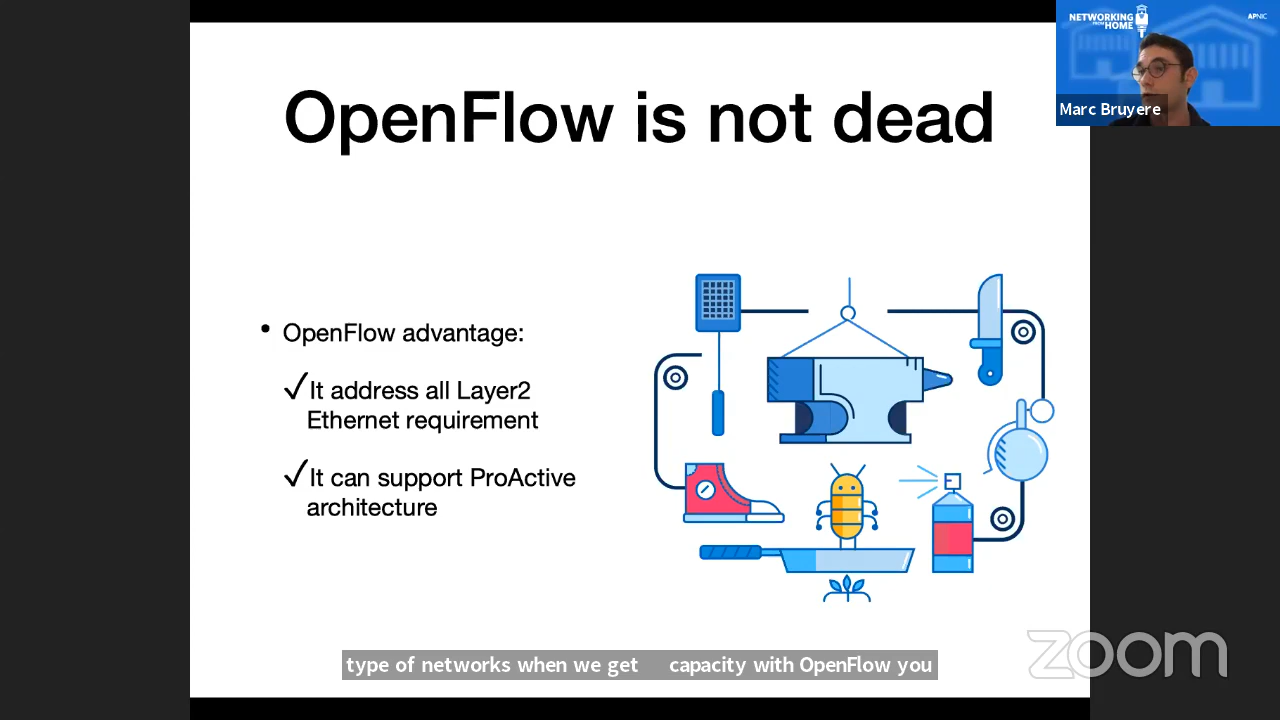 OpenFlow is not dead
NETWORKING
FROM HOME
APNIC
Marc Bruyere
• OpenFlow advantage:
✓It address all Layer2
Ethernet requirement
✓It can support ProActive
architecture
type of networks when we get capacity with OpenFlow you
zoom